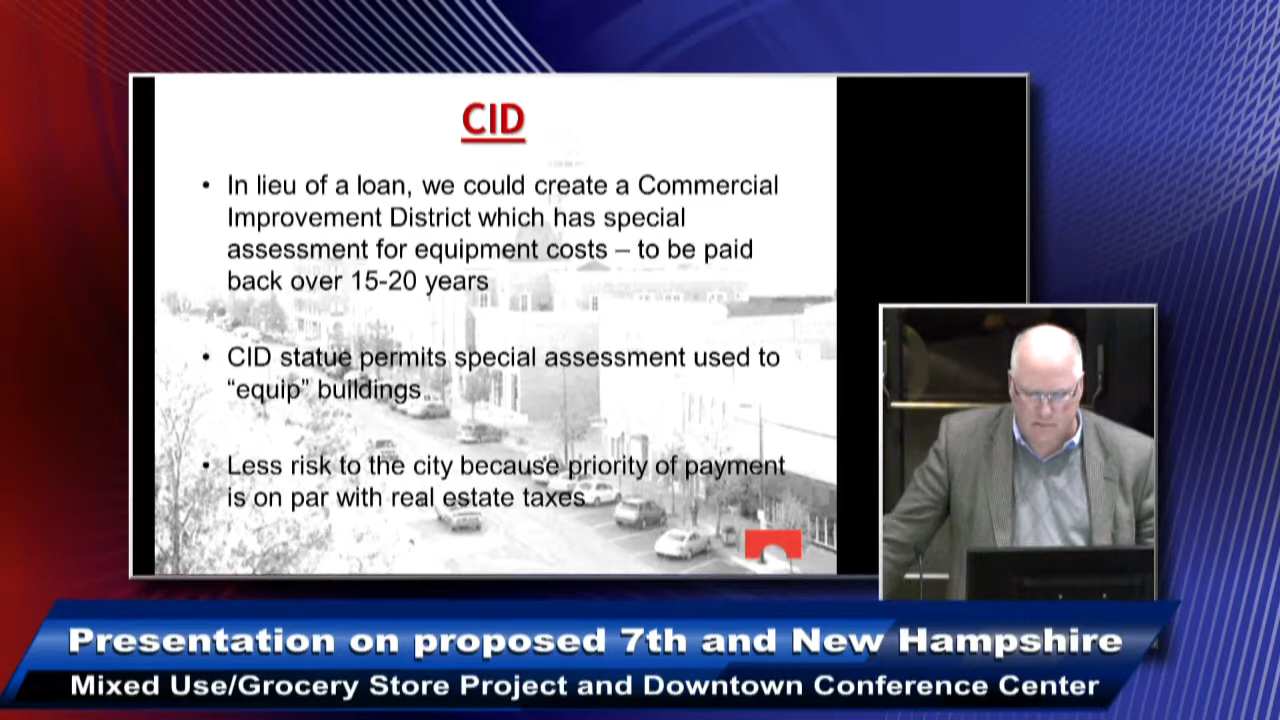 CID
• In lieu of a loan, we could create a Commercial
Improvement District which has special
assessment for equipment costs – to be paid
back over 15-20 years
• CID statue permits special assessment used to
“equip” buildings
• Less risk to the city because priority of payment
is on par with real estate taxes
Presentation on proposed 7th and New Hampshire
Mixed Use/Grocery Store Project and Downtown Conference Center